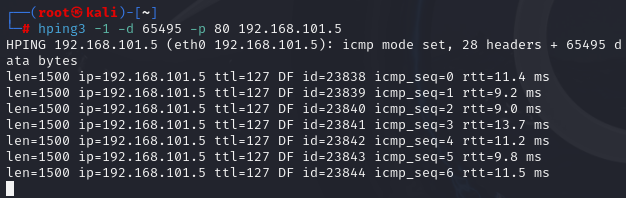 ┌──(root㉿kali)-[~]
└─# hping3 -1 -d 65495 -p 80 192.168.101.5
HPING 192.168.101.5 (eth0 192.168.101.5): icmp mode set, 28 headers + 65495 d
ata bytes
len=1500 ip=192.168.101.5 ttl=127 DF id=23838 icmp_seq=0 rtt=11.4 ms
len=1500 ip=192.168.101.5 ttl=127 DF id=23839 icmp_seq=1 rtt=9.2 ms
len=1500 ip=192.168.101.5 ttl=127 DF id=23840 icmp_seq=2 rtt=9.0 ms
len=1500 ip=192.168.101.5 ttl=127 DF id=23841 icmp_seq=3 rtt=13.7 ms
len=1500 ip=192.168.101.5 ttl=127 DF id=23842 icmp_seq=4 rtt=11.2 ms
len=1500 ip=192.168.101.5 ttl=127 DF id=23843 icmp_seq=5 rtt=9.8 ms
len=1500 ip=192.168.101.5 ttl=127 DF id=23844 icmp_seq=6 rtt=11.5 ms